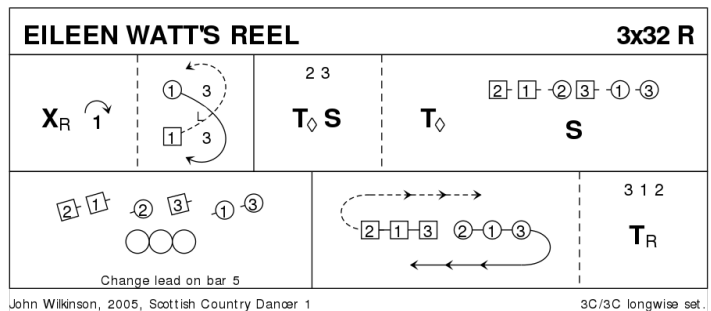 EILEEN WATT'S REEL 3x32 R
2 3
1 3
2 1 2 3 1 3
X R 1
T S
T
L
S
1 3
3 1 2
2 1 2 3 1 3
2 1 3 2 1 3
T R
Change lead on bar 5
John Wilkinson, 2005, Scottish Country Dancer 1 3C/3C longwise set.